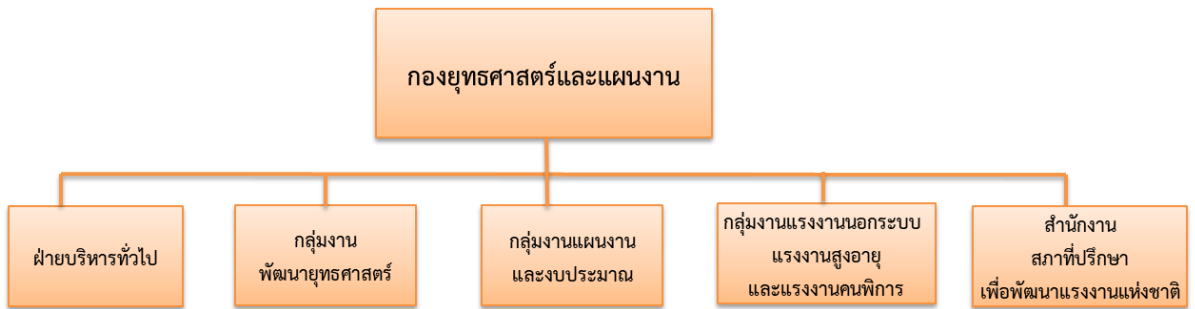 กองยุทธศาสตร์และแผนงาน
ฝ่ายบริหารทั่วไป
กลุ่มงาน
พัฒนายุทธศาสตร์
กลุ่มงานแผนงาน
และงบประมาณ
กลุ่มงานแรงงานนอกระบบ
แรงงานสูงอายุ
และแรงงานคนพิการ
สำนักงาน
สภาที่ปรึกษา
เพื่อพัฒนาแรงงานแห่งชาติ